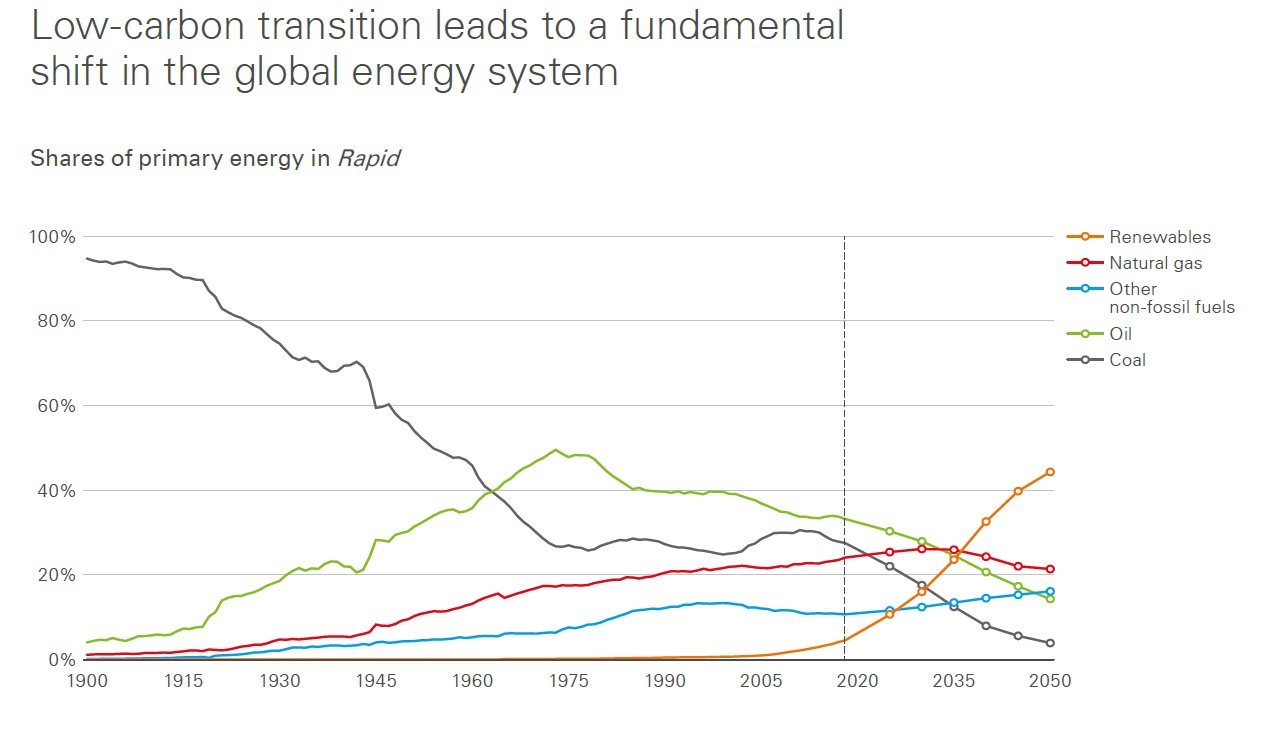 Low-carbon transition leads to a fundamental
shift in the global energy system
Shares of primary energy in Rapid
100%
80%
60%
40%
20%
0%
1900 1915 1930 1945 1960 1975 1990 2005 2020 2035 2050
Renewables
Natural gas
Other
non-fossil fuels
Oil
Coal